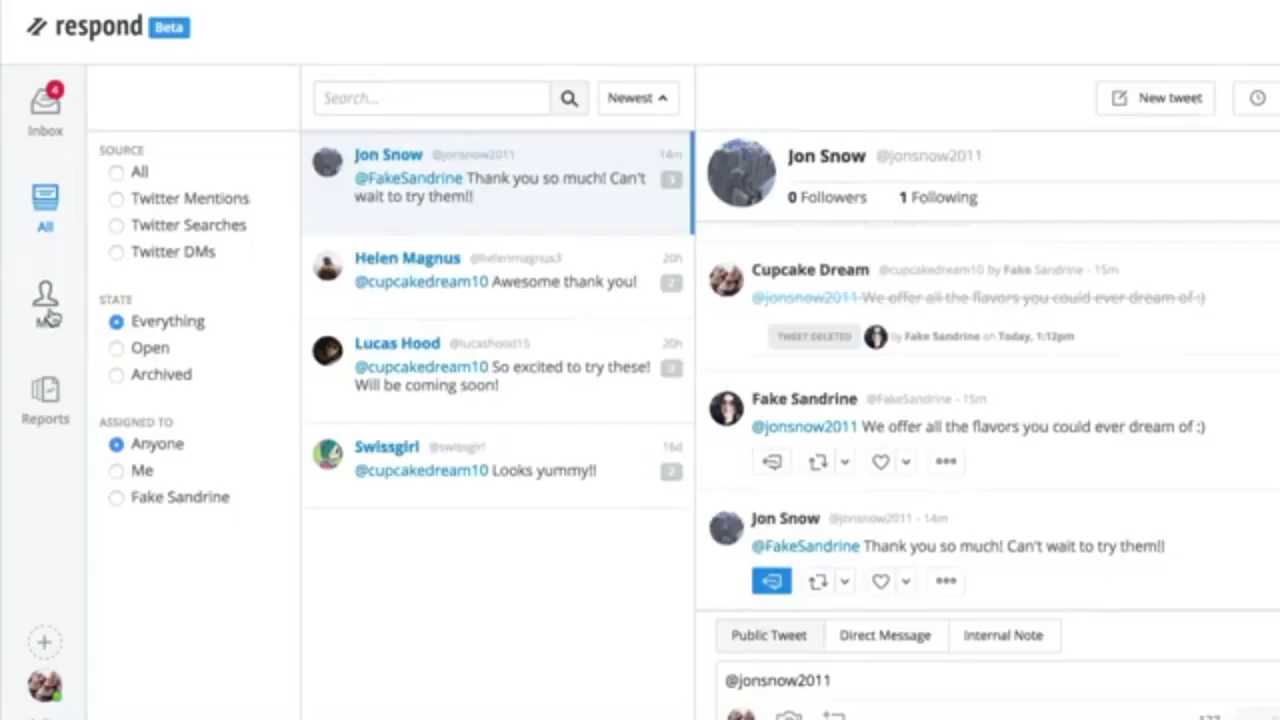 respond Beta
4
Inbox
All
Reports
SOURCE
All
Twitter Mentions
Twitter Searches
Twitter DMs
STATE
Everything
Open
Archived
ASSIGNED TO
Anyone
Me
Fake Sandrine
Search...
Newest
Jon Snow @jonsnow2011 14m
@FakeSandrine Thank you so much! Can't
wait to try them!!
Helen Magnus @helenmagnus3 20h
@cupcakedream10 Awesome thank you!
Lucas Hood @lucashood15 20h
@cupcakedream10 So excited to try these!
Will be coming soon!
Swissgirl @swissgirl 16d
@cupcakedream10 Looks yummy!!
New tweet
Jon Snow @jonsnow2011
0 Followers 1 Following
Cupcake Dream @cupcakedream10 by Fake Sandrine - 15m
@jonsnow2011 We offer all the flavors you could ever dream of :)
TWEET DELETED by Fake Sandrine on Today, 1:12pm
Fake Sandrine @FakeSandrine - 15m
@jonsnow2011 We offer all the flavors you could ever dream of :)
Jon Snow @jonsnow2011 - 14m
@FakeSandrine Thank you so much! Can't wait to try them!!
Public Tweet Direct Message Internal Note
@jonsnow2011